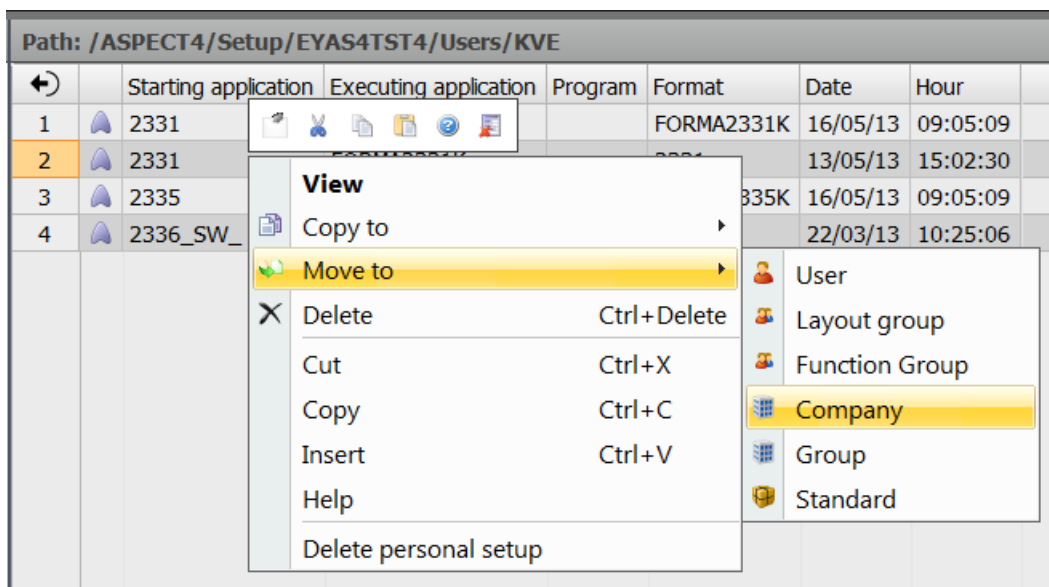 Path: /ASPECT4/Setup/EYAS4TST4/Users/KVE
Starting application Executing application Program Format Date Hour
1 2331 FORMA2331K 16/05/13 09:05:09
2 2331 13/05/13 15:02:30
3 2335 335K 16/05/13 09:05:09
4 2336_SW_ 22/03/13 10:25:06
View
Copy to
Move to
Delete Ctrl+Delete
Cut Ctrl+X
Copy Ctrl+C
Insert Ctrl+V
Help
Delete personal setup
User
Layout group
Function Group
Company
Group
Standard